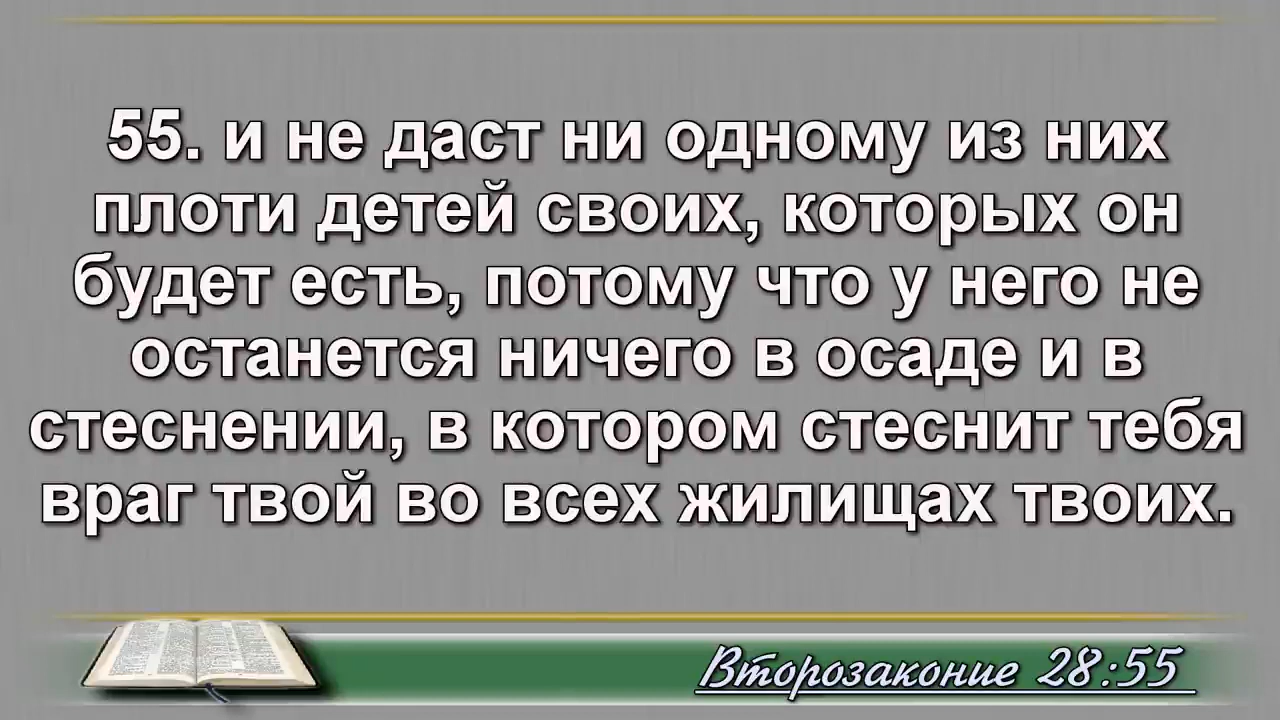 55. и не даст ни одному из них
плоти детей своих, которых он
будет есть, потому что у него не
останется ничего в осаде и в
стеснении, в котором стеснит тебя
враг твой во всех жилищах твоих.
Второзаконие 28:55